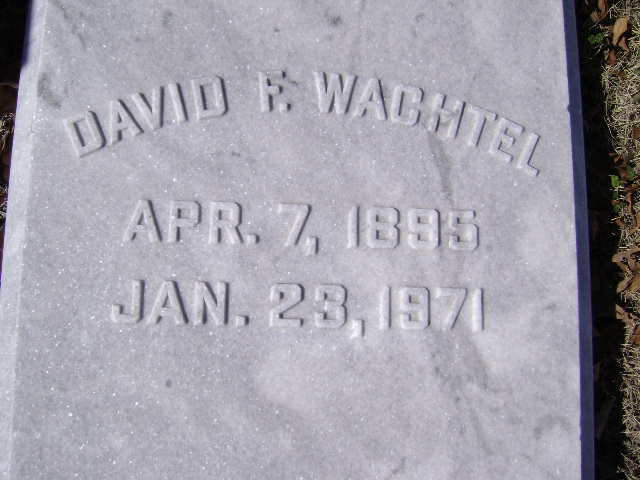 DAVID F. WACHTEL
APR. 7, 1895
JAN. 23, 1971